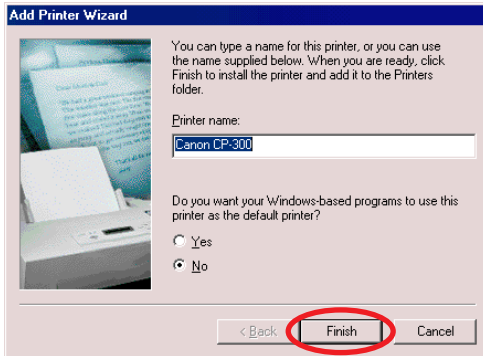 Add Printer Wizard
You can type a name for this printer, or you can use
the name supplied below. When you are ready, click
Finish to install the printer and add it to the Printers
folder.
Printer name:
Canon CP-300
Do you want your Windows-based programs to use this
printer as the default printer?
Yes
No
< Back
Finish
Cancel